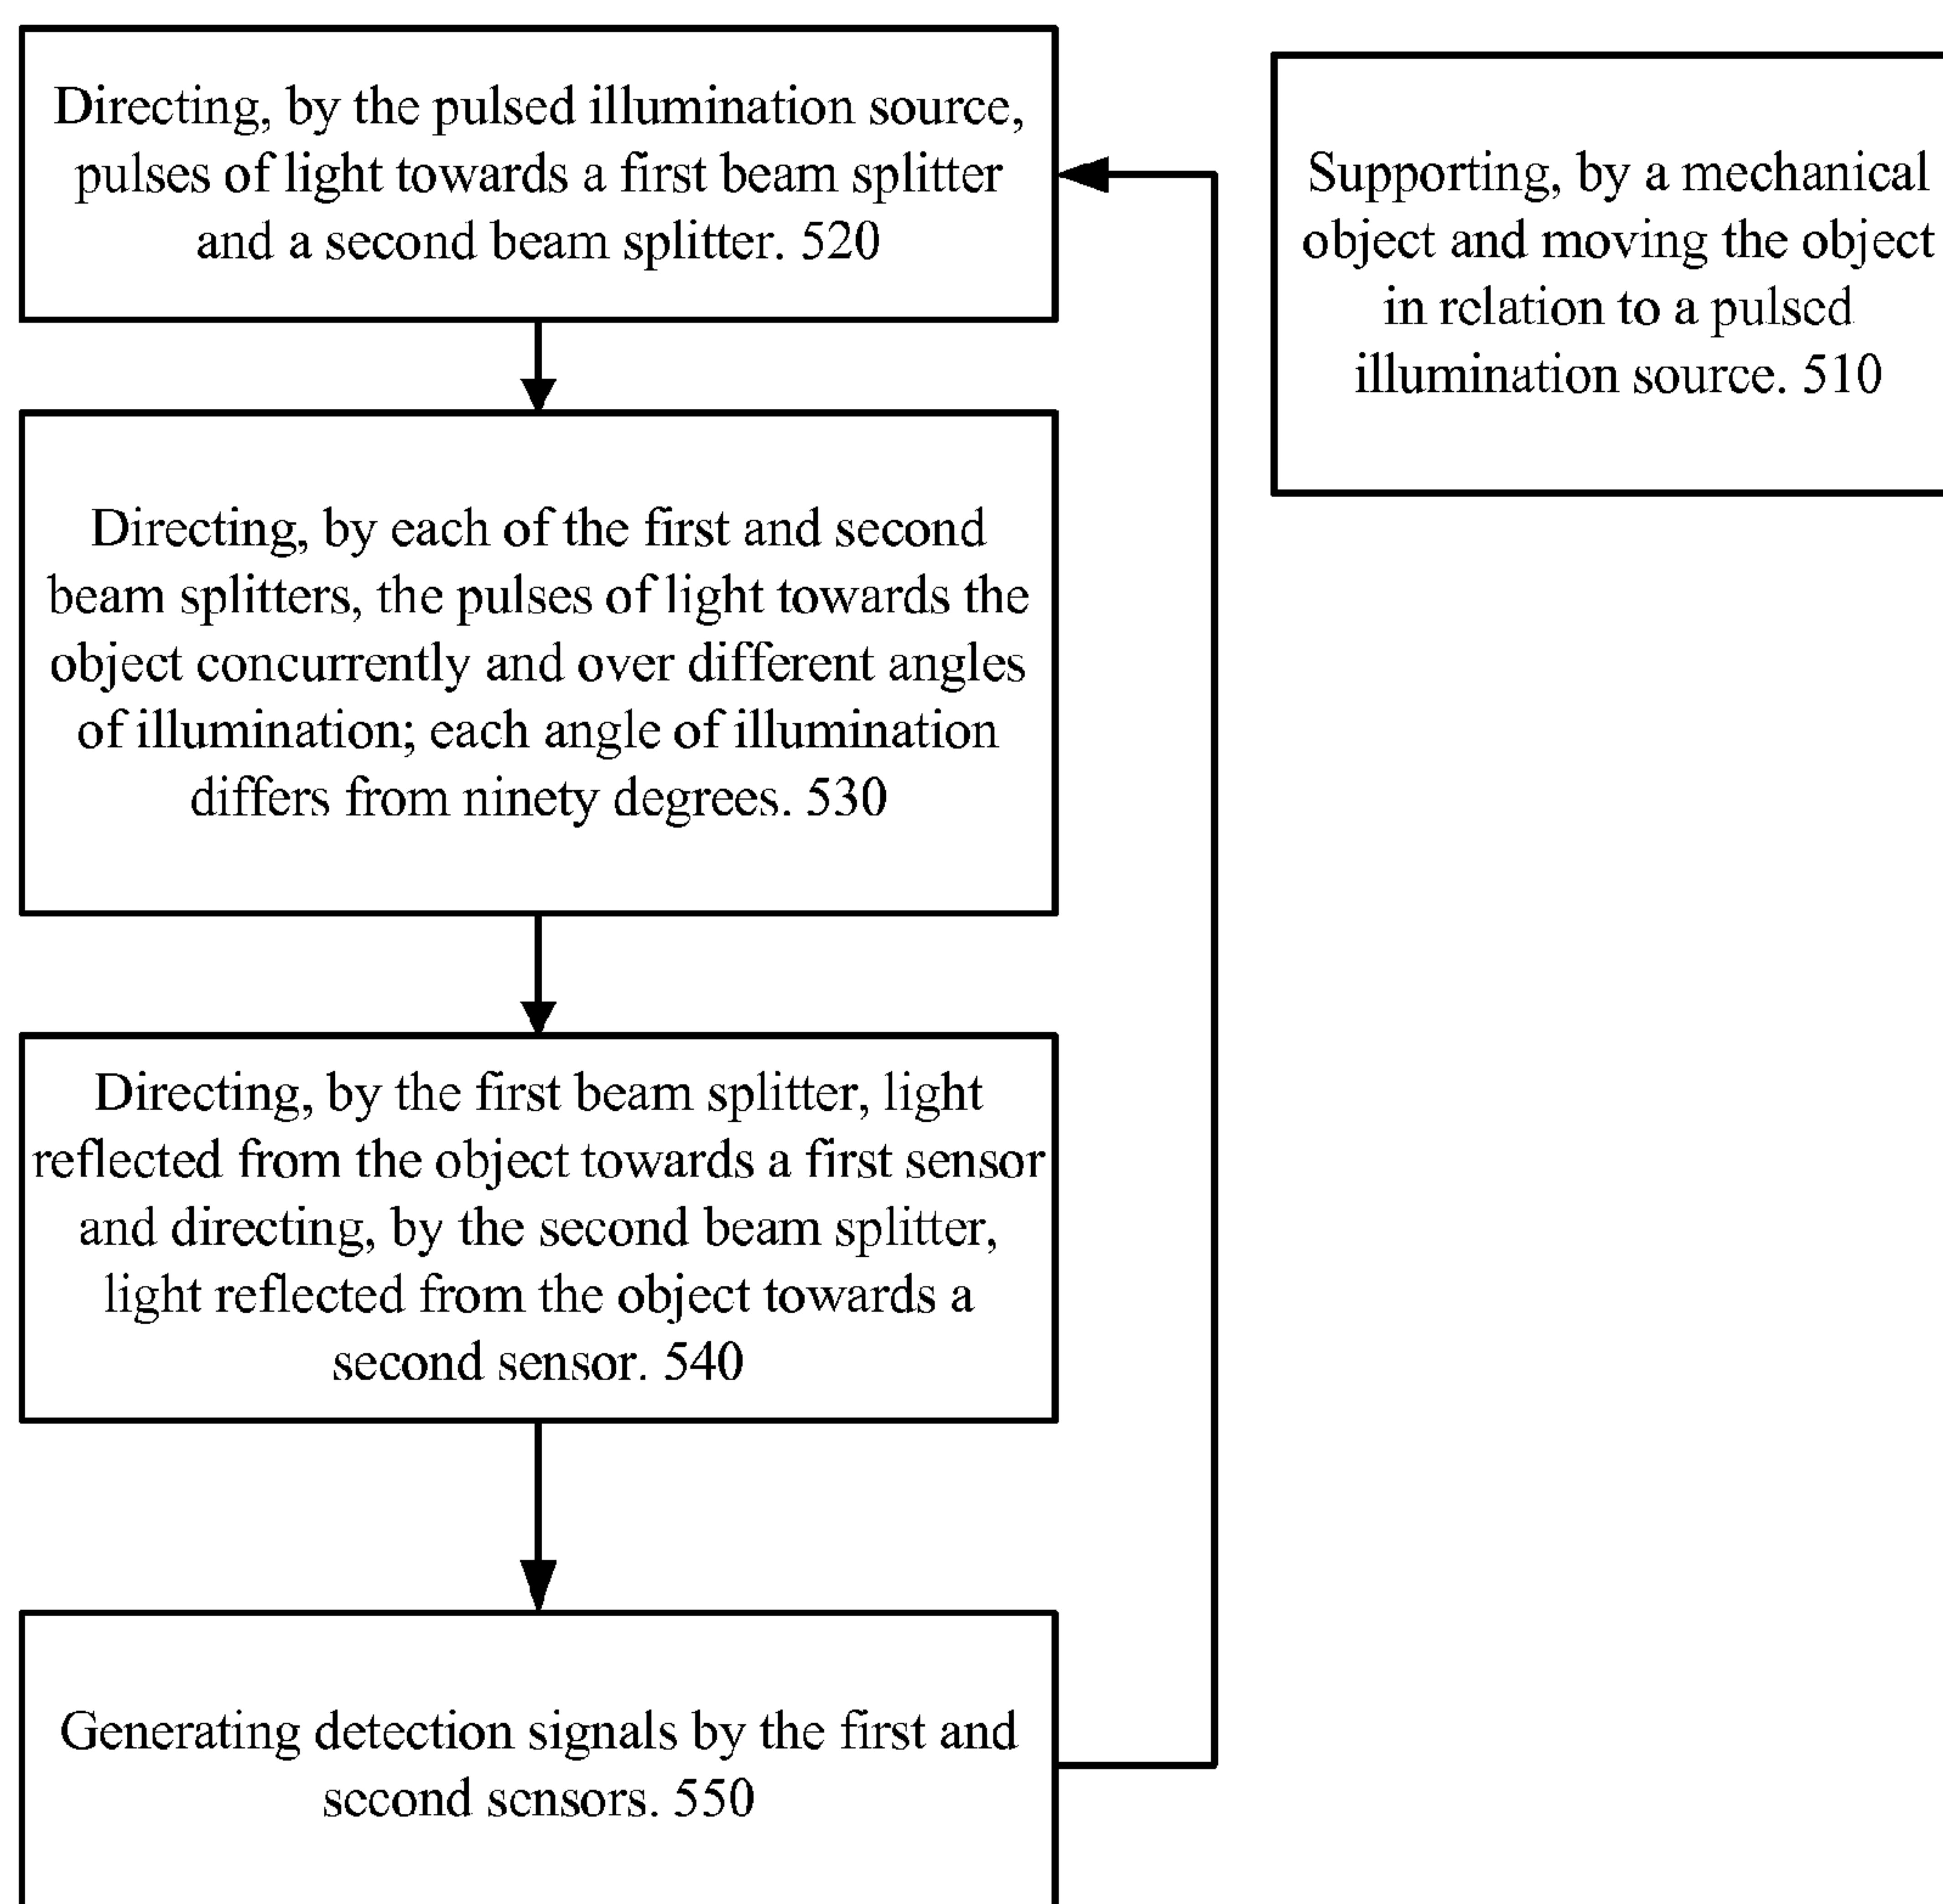 Directing, by the pulsed illumination source,
pulses of light towards a first beam splitter
and a second beam splitter. 520
Supporting, by a mechanical
object and moving the object
in relation to a pulsed
illumination source. 510
Directing, by each of the first and second
beam splitters, the pulses of light towards the
object concurrently and over different angles
of illumination; each angle of illumination
differs from ninety degrees. 530
Directing, by the first beam splitter, light
reflected from the object towards a first sensor
and directing, by the second beam splitter,
light reflected from the object towards a
second sensor. 540
Generating detection signals by the first and
second sensors. 550